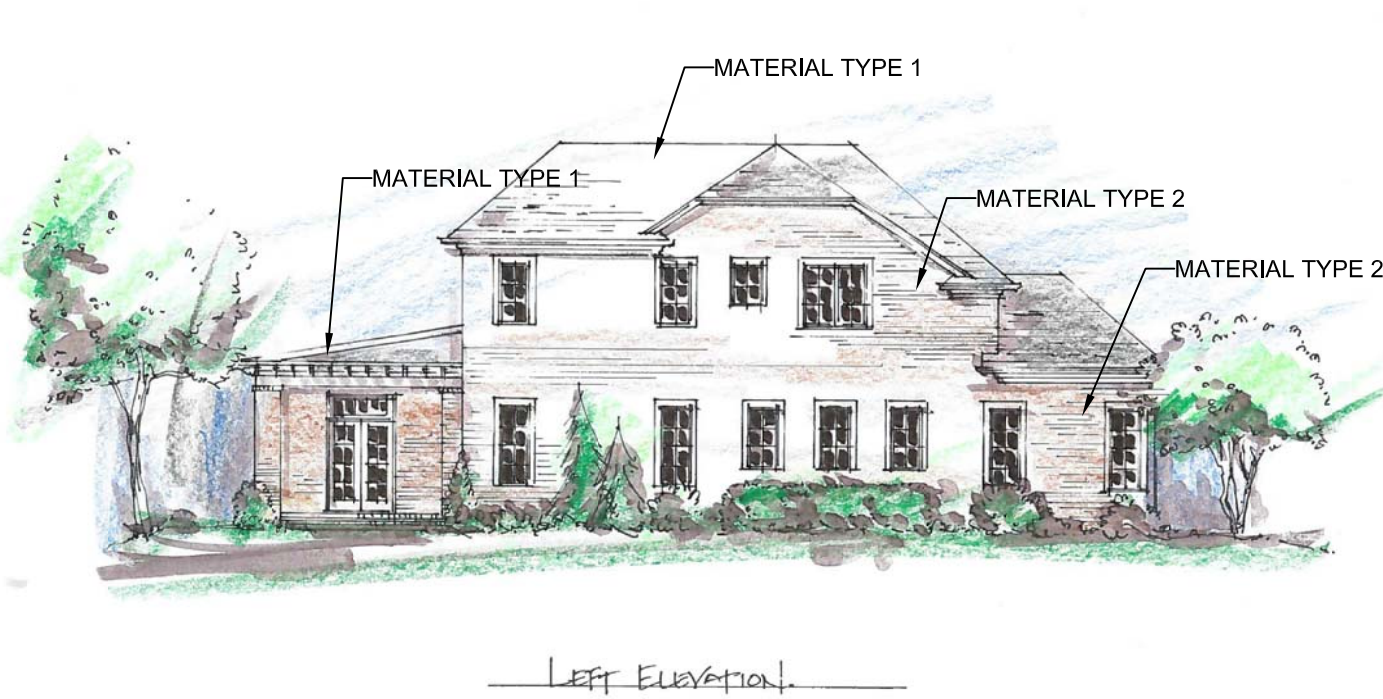 MATERIAL TYPE 1
MATERIAL TYPE 1
MATERIAL TYPE 2
MATERIAL TYPE 2
LEFT ELEVATION.